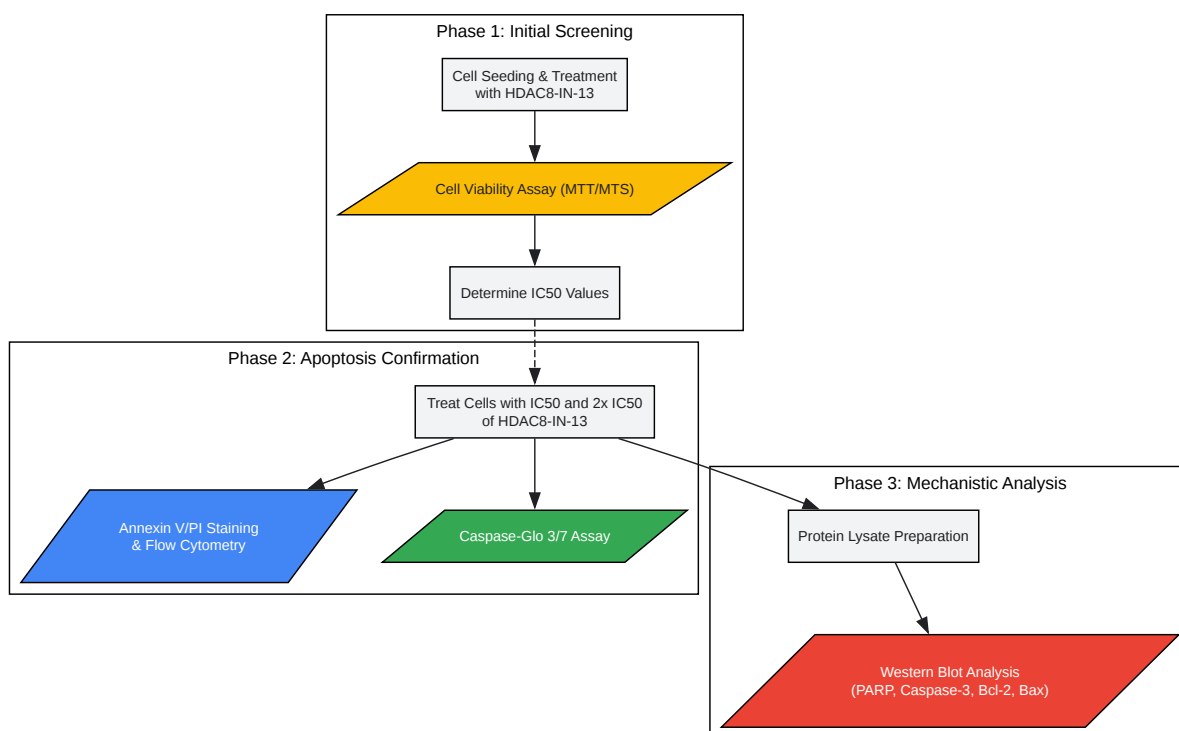 Phase 1: Initial Screening
Cell Seeding & Treatment
with HDAC8-IN-13
Cell Viability Assay (MTT/MTS)
Determine IC50 Values
Phase 2: Apoptosis Confirmation
Treat Cells with IC50 and 2x IC50
of HDAC8-IN-13
Annexin V/PI Staining
& Flow Cytometry
Caspase-Glo 3/7 Assay
Phase 3: Mechanistic Analysis
Protein Lysate Preparation
Western Blot Analysis
(PARP, Caspase-3, Bcl-2, Bax)